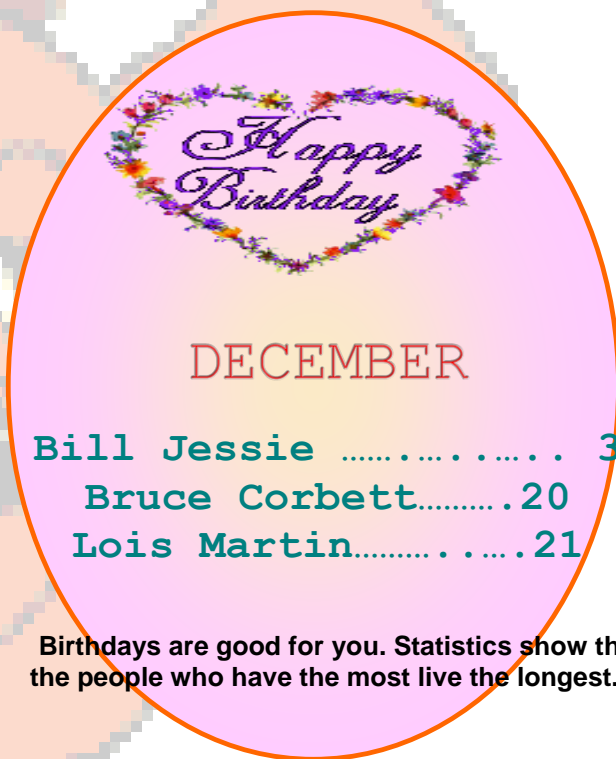 Happy
Birthday
DECEMBER
Bill Jessie ……..…..….. 3
Bruce Corbett……….20
Lois Martin………..….21
Birthdays are good for you. Statistics show th
the people who have the most live the longest.